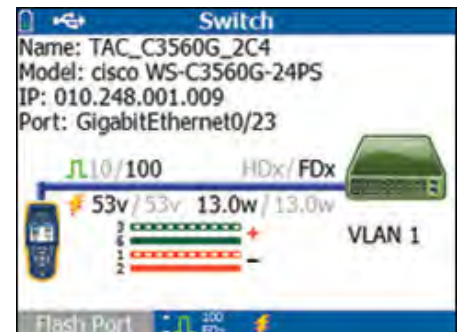 Switch
Name: TAC_C3560G_2C4
Model: cisco WS-C3560G-24PS
IP: 010.248.001.009
Port: GigabitEthernet0/23
10/100 HDx/FDx
53v/53v 13.0w/13.0w
3
6 +
1
2 -
VLAN 1
Flash Port 100
FDx